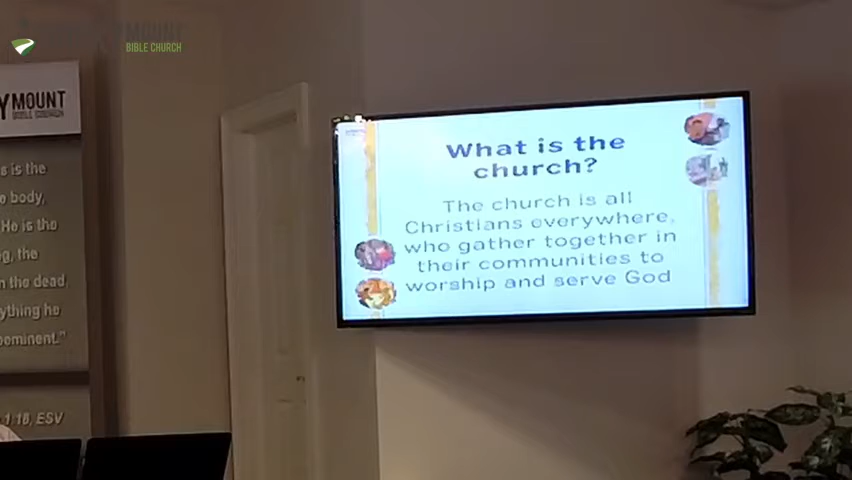 MOUNT
BIBLE CHURCH
MOUNT
BIBLE CHURCH
s is the
body,
He is the
g, the
the dead,
ything he
eminent."
1:18, ESV
What is the
church?
The church is all
Christians everywhere,
who gather together in
their communities to
worship and serve God